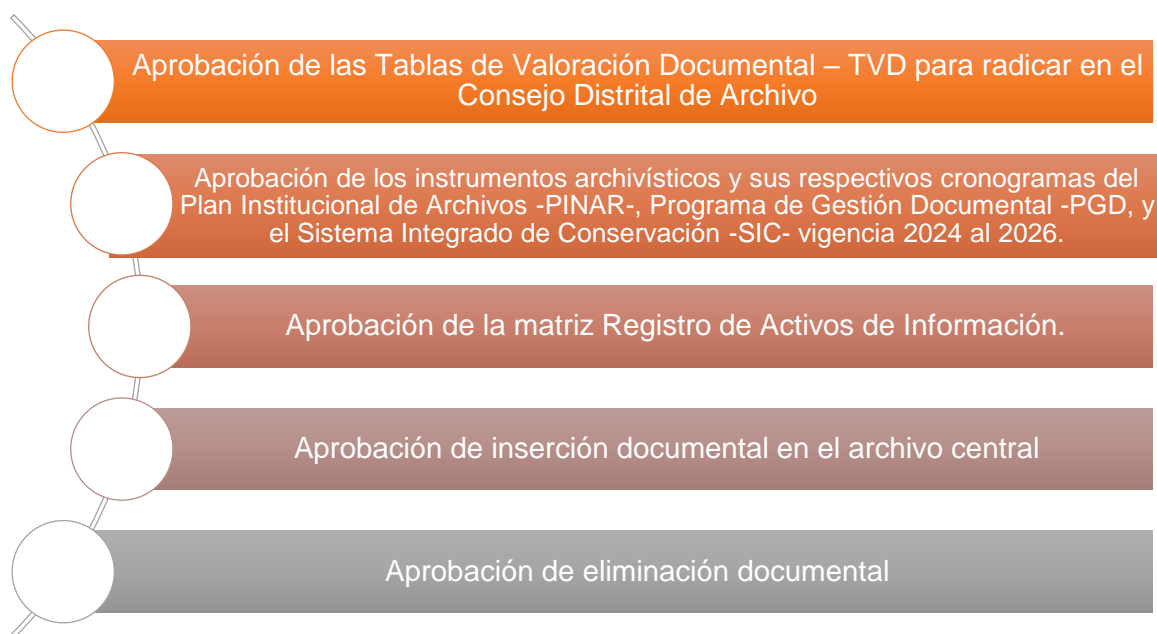 Aprobación de las Tablas de Valoración Documental – TVD para radicar en el
Consejo Distrital de Archivo
Aprobación de los instrumentos archivísticos y sus respectivos cronogramas del
Plan Institucional de Archivos -PINAR-, Programa de Gestión Documental -PGD, y
el Sistema Integrado de Conservación -SIC- vigencia 2024 al 2026.
Aprobación de la matriz Registro de Activos de Información.
Aprobación de inserción documental en el archivo central
Aprobación de eliminación documental